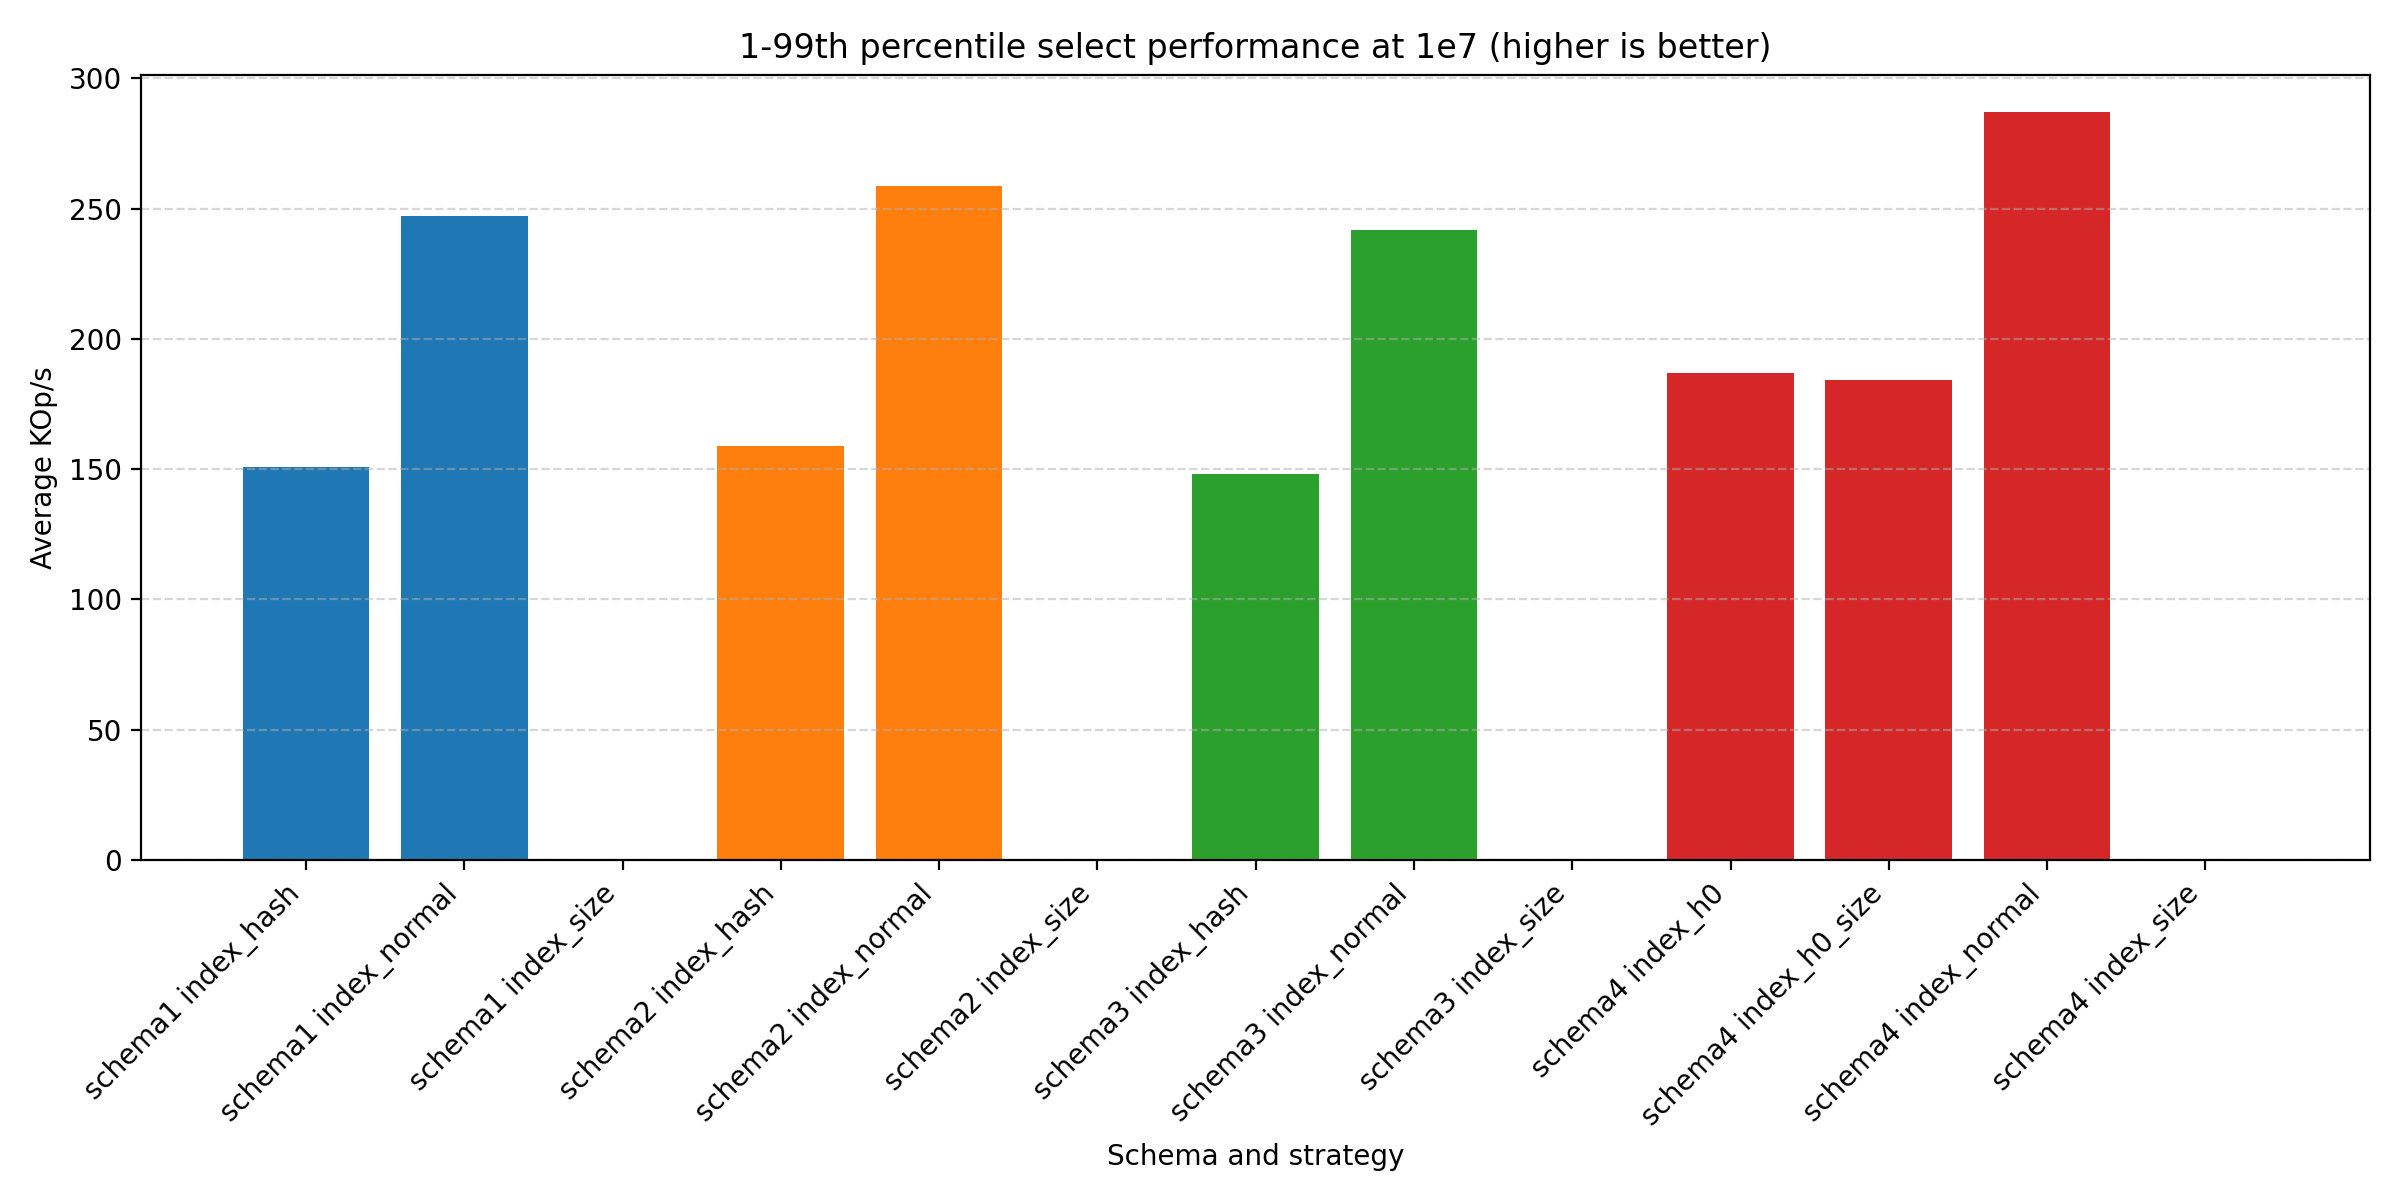 1-99th percentile select performance at 1e7 (higher is better)
300
250
200
150
100
50
0
Average KOp/s
schema1 index_hash
schema1 index_normal
schema1 index_size
schema2 index_hash
schema2 index_normal
schema2 index_size
schema3 index_hash
schema3 index_normal
schema3 index_size
schema4 index_h0
schema4 index_h0_size
schema4 index_normal
schema4 index_size
Schema and strategy